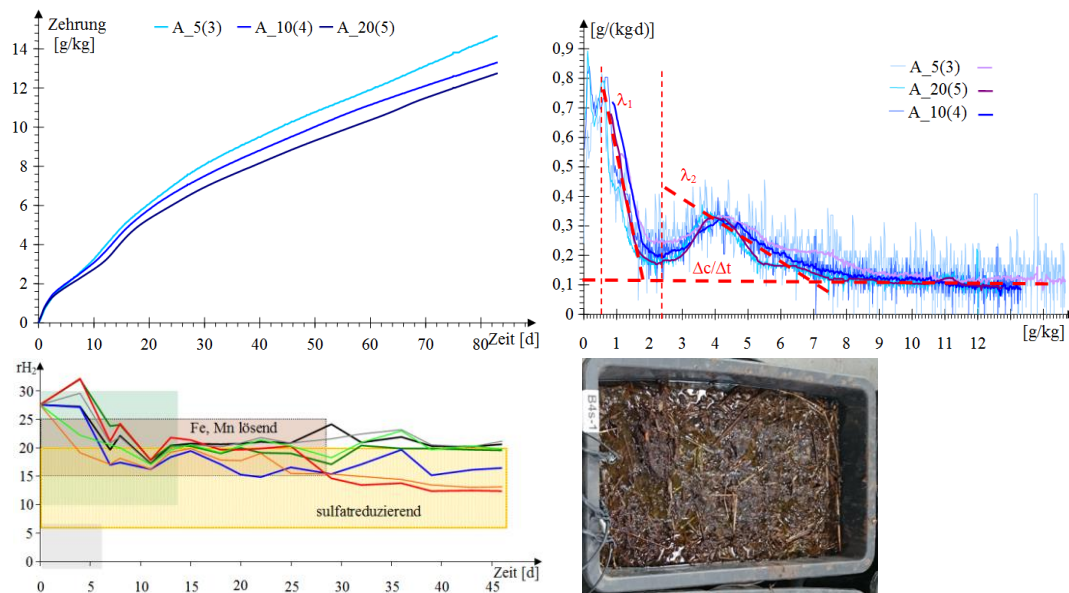 Zehrung
[g/kg]
A_5(3) A_10(4) A_20(5)
14
12
10
8
6
4
2
0
0 10 20 30 40 50 60 70 80
Zeit [d]
[g/(kgd)]
0,9
0,8
0,7
0,6
0,5
0,4
0,3
0,2
0,1
0
A_5(3)
A_20(5)
A_10(4)
λ1
λ2
Δc/Δt
0 1 2 3 4 5 6 7 8 9 10 11 12
[g/kg]
rH2
30
25
20
15
10
5
0
Fe, Mn lösend
sulfatreduzierend
0 5 10 15 20 25 30 35 40 45
Zeit [d]
B4s-1